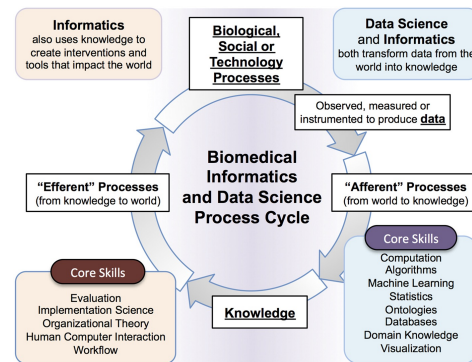 Informatics
also uses knowledge to
create interventions and
tools that impact the world
Biological,
Social or
Technology
Processes
Data Science
and Informatics
both transform data from the
world into knowledge
Observed, measured or
instrumented to produce data
Biomedical
Informatics
and Data Science
Process Cycle
“Efferent” Processes
(from knowledge to world)
“Afferent” Processes
(from world to knowledge)
Core Skills
Evaluation
Implementation Science
Organizational Theory
Human Computer Interaction
Workflow
Knowledge
Core Skills
Computation
Algorithms
Machine Learning
Statistics
Ontologies
Databases
Domain Knowledge
Visualization